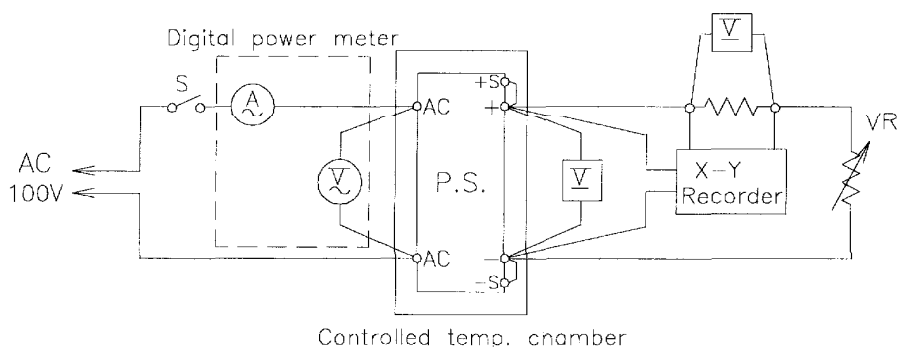 Digital power meter
V
S
A
+S
AC
+
VR
AC
100V
V
P.S.
V
X-Y
Recorder
AC
-
-S
Controlled temp. cnamber